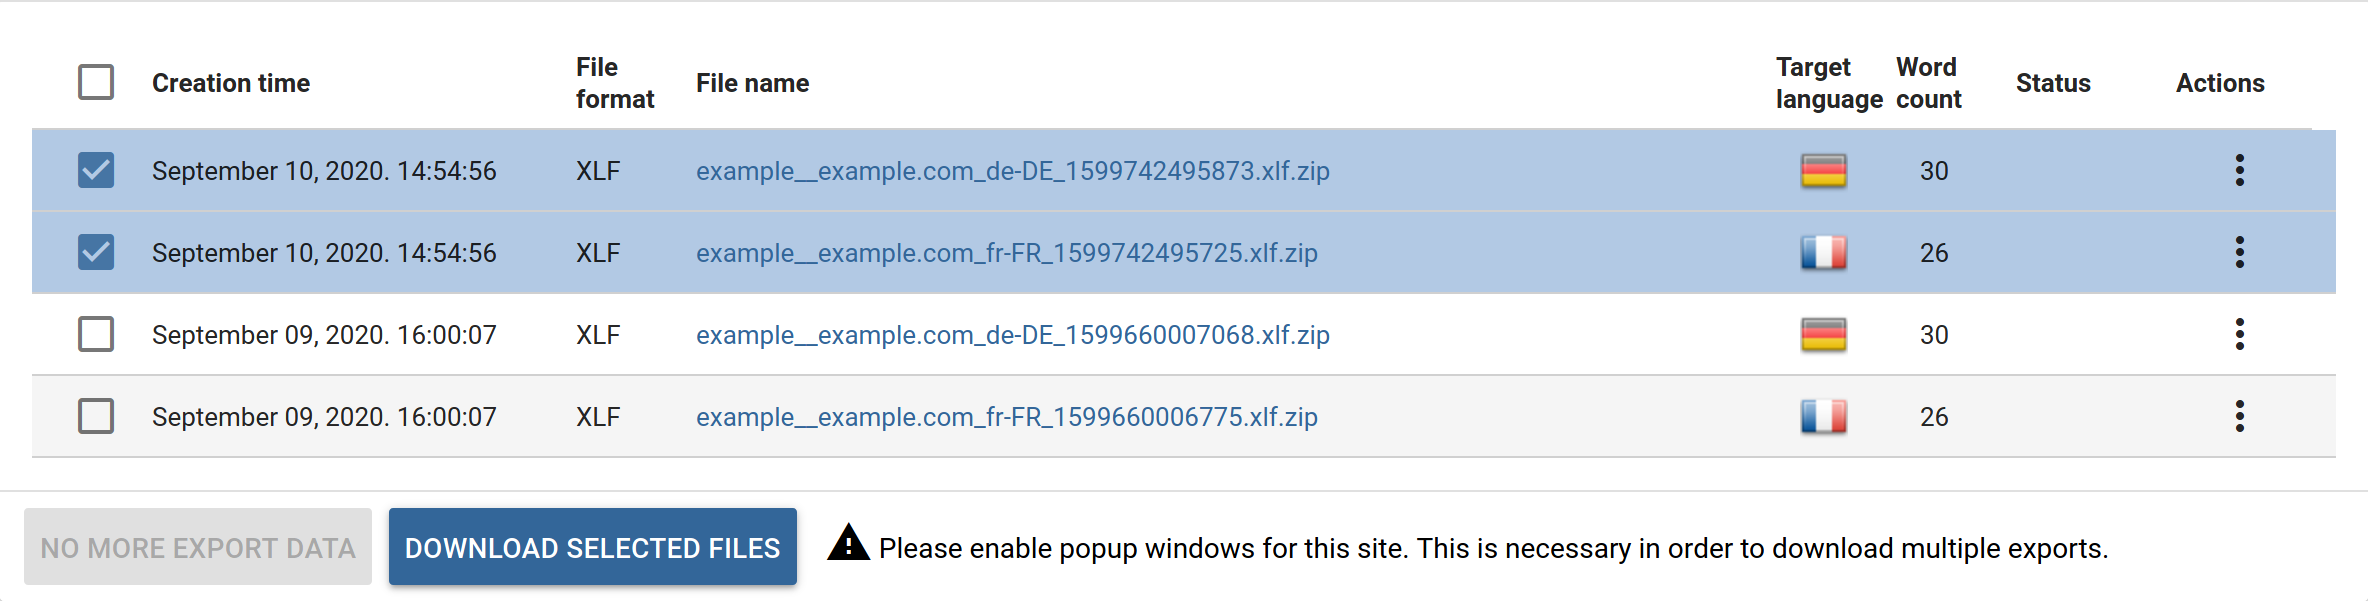 Creation time File format File name Target language Word count Status Actions
September 10, 2020. 14:54:56 XLF example__example.com_de-DE_1599742495873.xlf.zip 30
September 10, 2020. 14:54:56 XLF example__example.com_fr-FR_1599742495725.xlf.zip 26
September 09, 2020. 16:00:07 XLF example__example.com_de-DE_1599660007068.xlf.zip 30
September 09, 2020. 16:00:07 XLF example__example.com_fr-FR_1599660006775.xlf.zip 26
NO MORE EXPORT DATA DOWNLOAD SELECTED FILES Please enable popup windows for this site. This is necessary in order to download multiple exports.